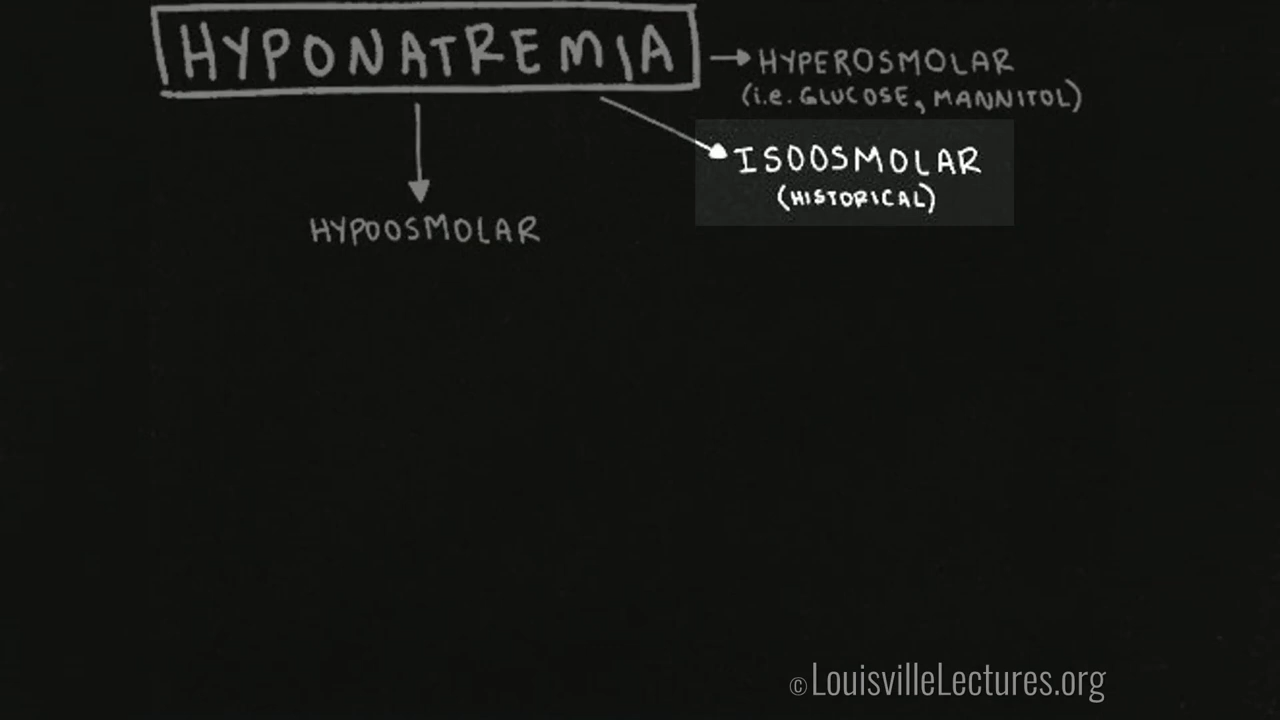 HYPONATREMIA
HYPEROSMOLAR
(i.e. GLUCOSE, MANNITOL)
ISOOSMOLAR
(HISTORICAL)
HYPOOSMOLAR
© LouisvilleLectures.org